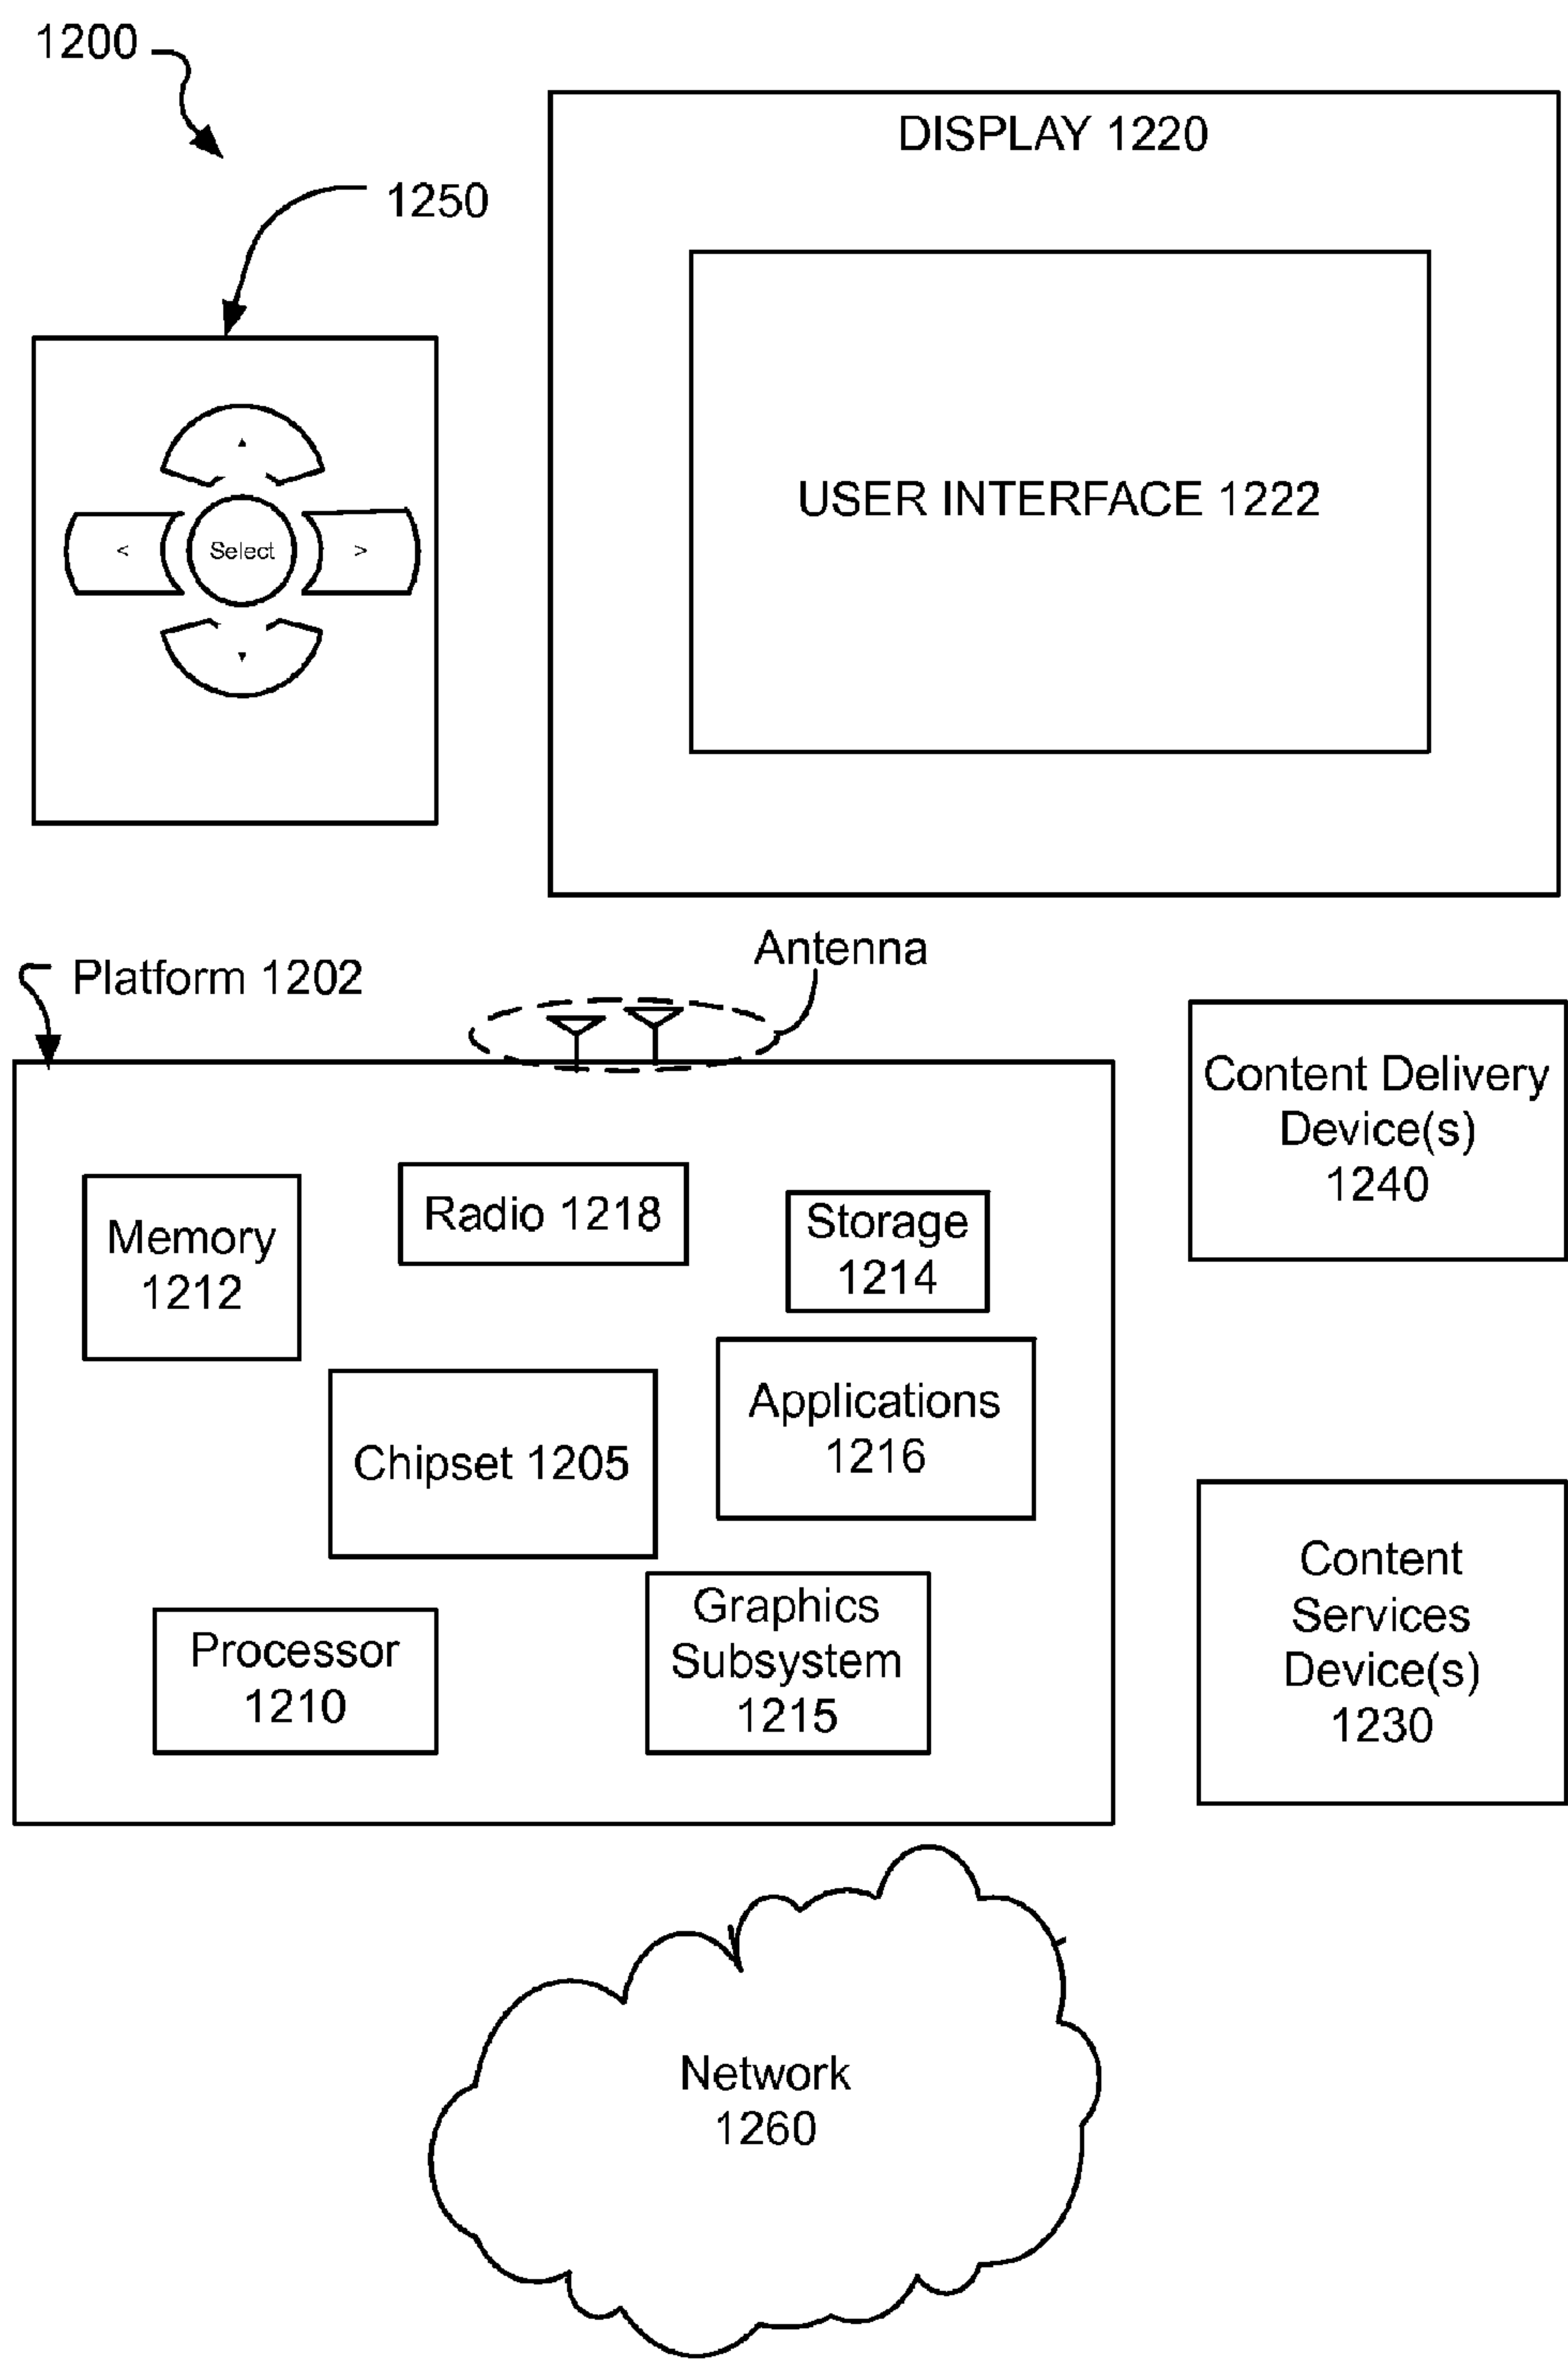 1200
1250
DISPLAY 1220
USER INTERFACE 1222
<
Select
>
Antenna
Platform 1202
Content Delivery
Device(s)
1240
Memory
1212
Radio 1218
Storage
1214
Chipset 1205
Applications
1216
Processor
1210
Graphics
Subsystem
1215
Content
Services
Device(s)
1230
Network
1260